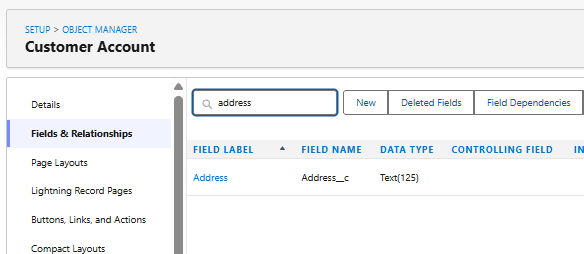 SETUP > OBJECT MANAGER
Customer Account
Details
Fields & Relationships
Page Layouts
Lightning Record Pages
Buttons, Links, and Actions
Compact Layouts
address
New Deleted Fields Field Dependencies
FIELD LABEL FIELD NAME DATA TYPE CONTROLLING FIELD IN
Address Address__c Text(125)